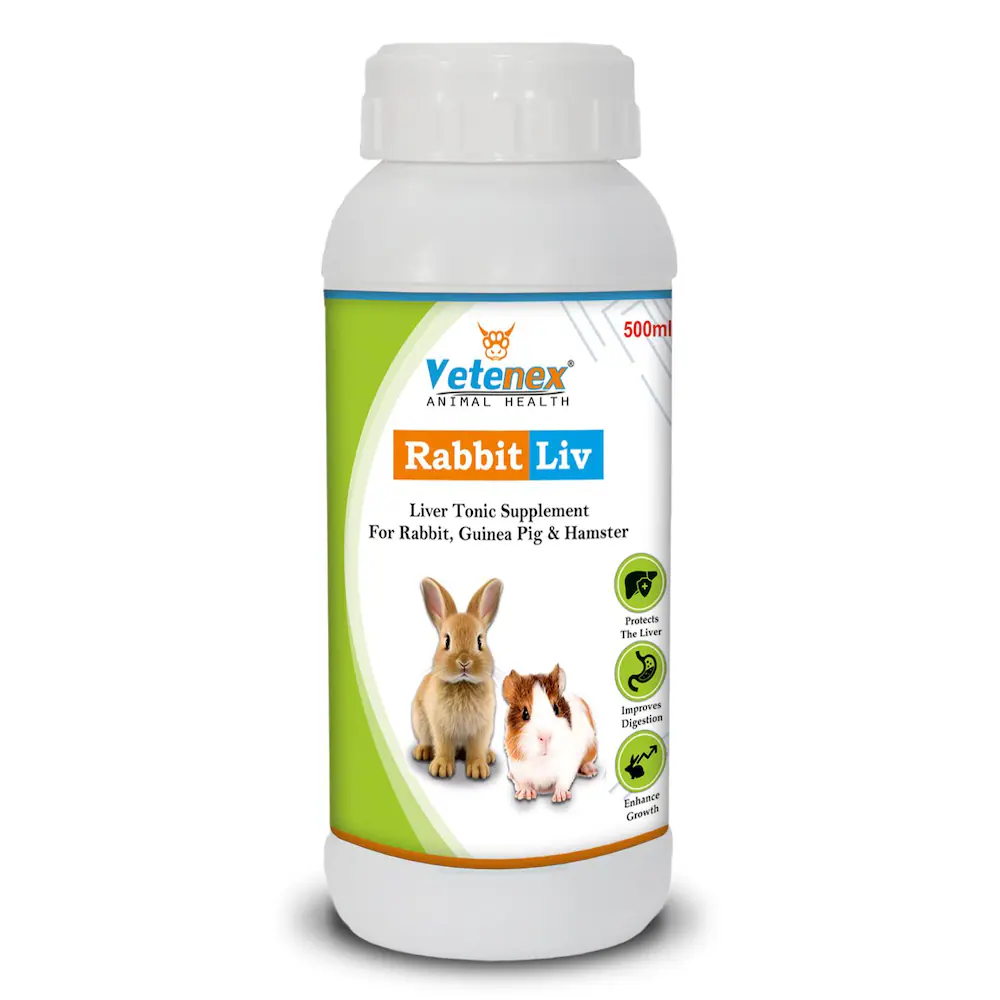 500ml
Vetenex®
ANIMAL HEALTH
Rabbit Liv
Liver Tonic Supplement
For Rabbit, Guinea Pig & Hamster
Protects
The Liver
Improves
Digestion
Enhance
Growth